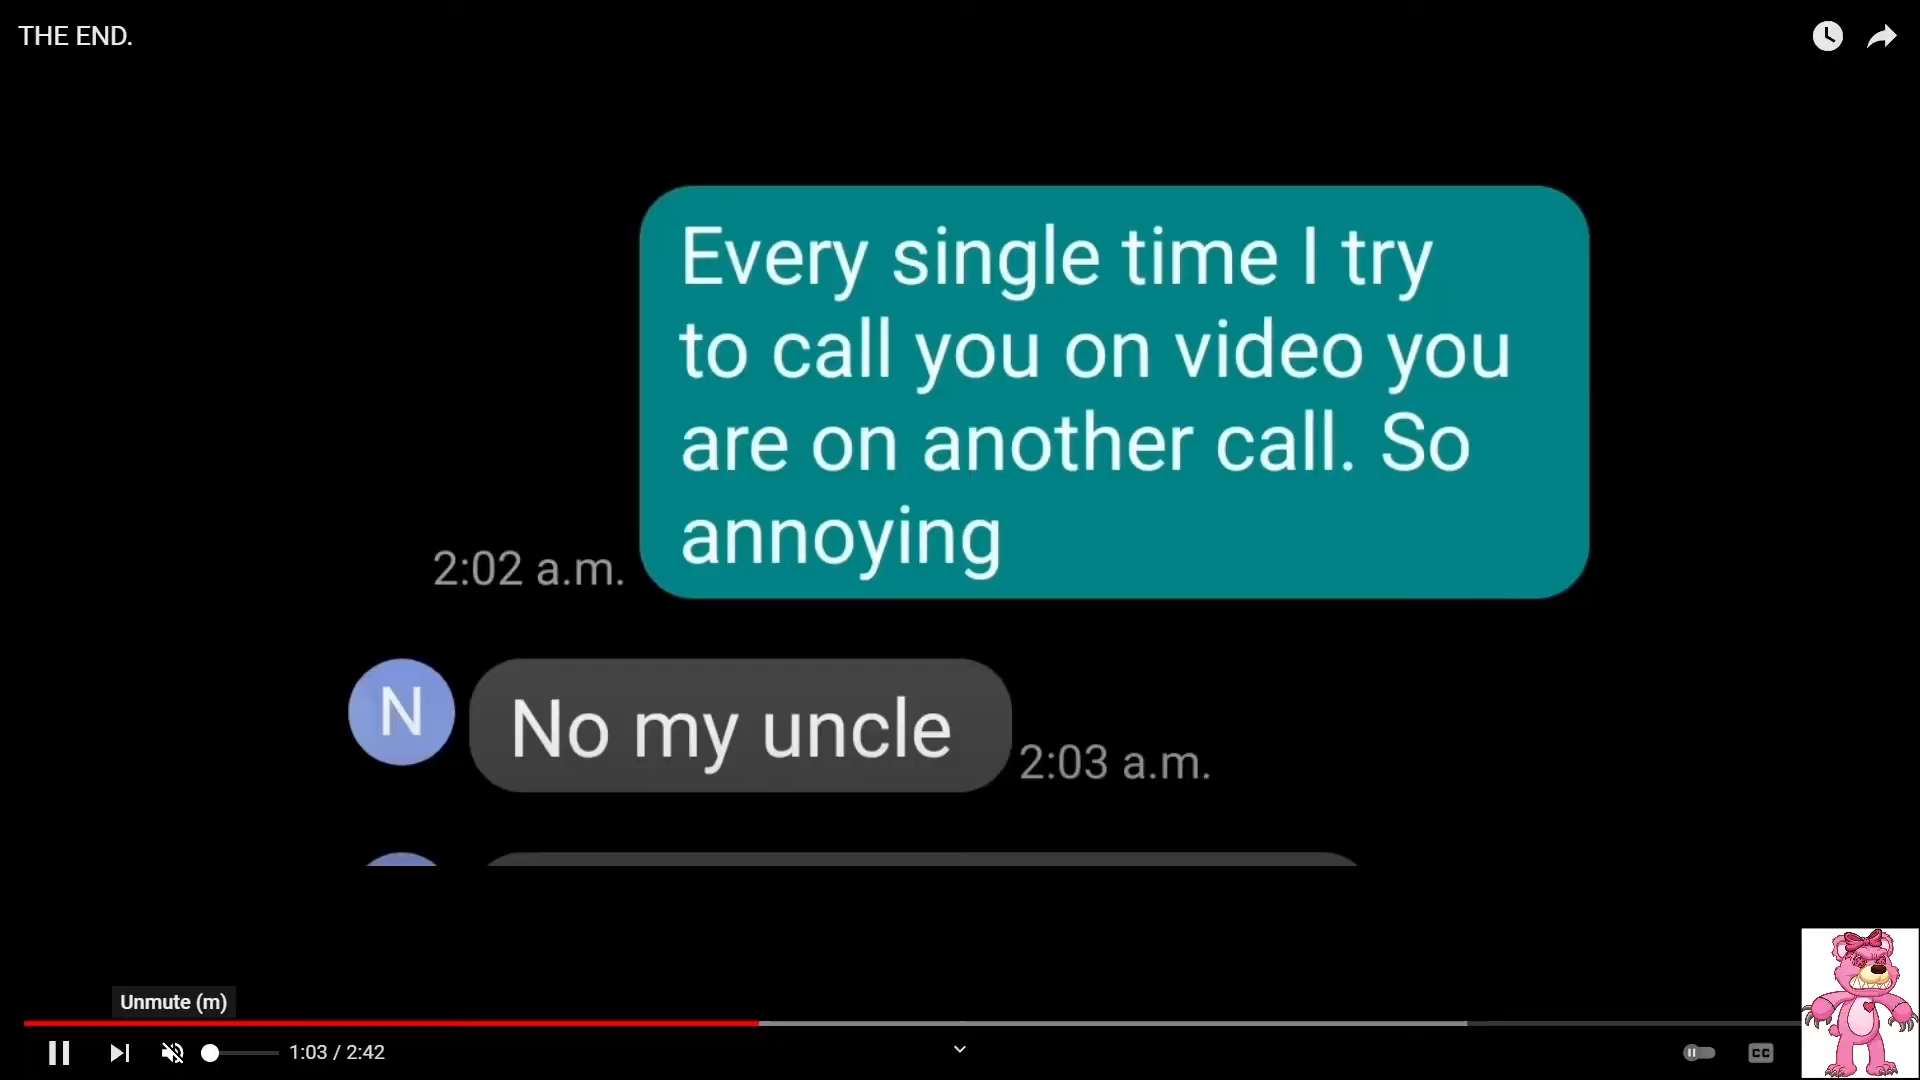 THE END.
Every single time I try
to call you on video you
are on another call. So
annoying
2:02 a.m.
N
No my uncle
2:03 a.m.
Unmute (m)
1:03 / 2:42
CC